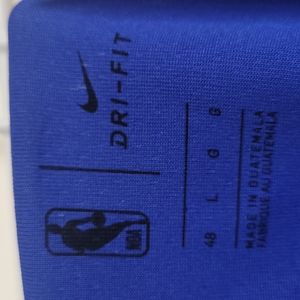 DRI-FIT
NBA
48 L G G
MADE IN GUATEMALA
FABRIQUÉ AU GUATEMALA